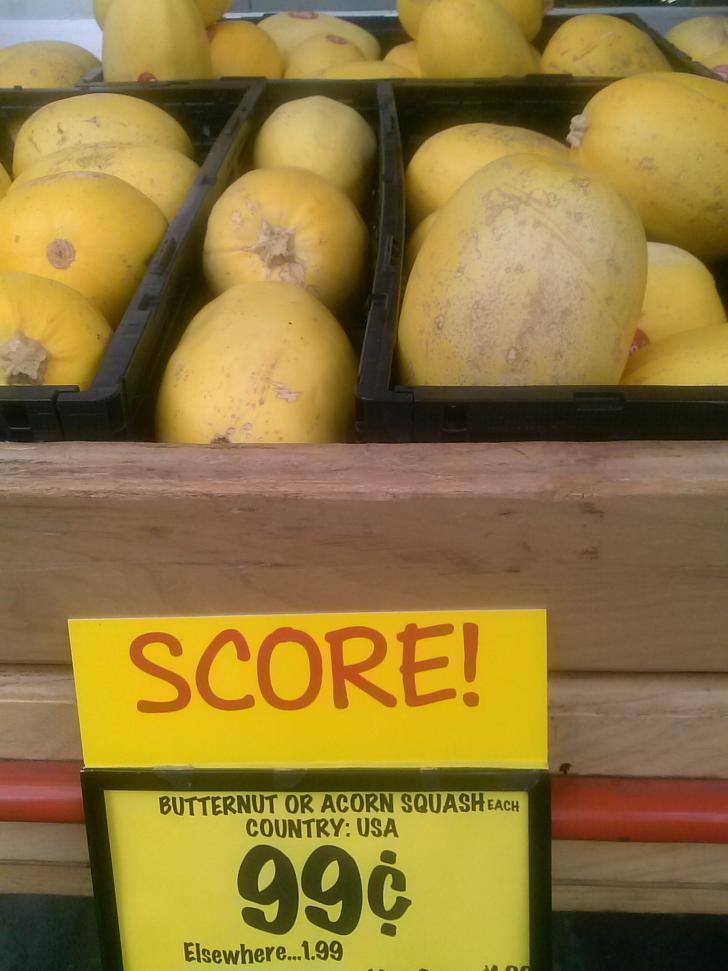 SCORE!
BUTTERNUT OR ACORN SQUASH EACH
COUNTRY: USA
99¢
Elsewhere...1.99